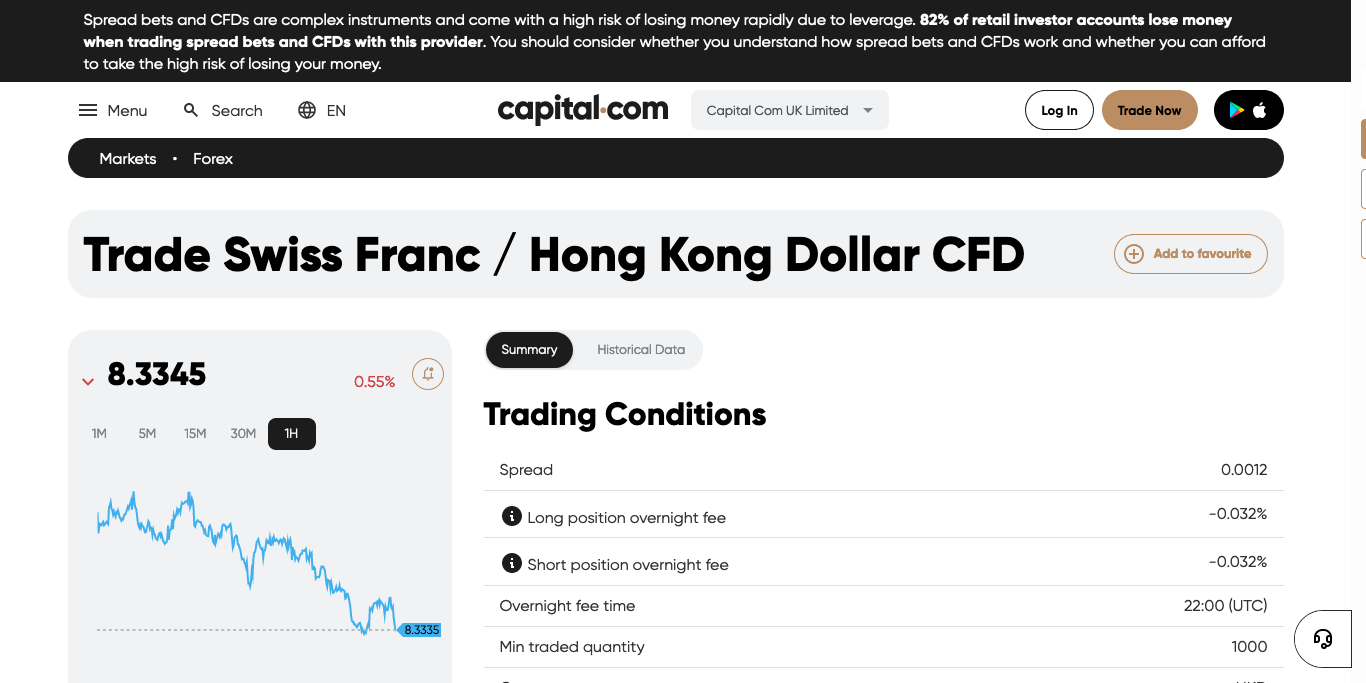 Spread bets and CFDs are complex instruments and come with a high risk of losing money rapidly due to leverage. 82% of retail investor accounts lose money
when trading spread bets and CFDs with this provider. You should consider whether you understand how spread bets and CFDs work and whether you can afford
to take the high risk of losing your money.
Menu
Search
EN
capital.com
Capital Com UK Limited
Log In
Trade Now
Markets • Forex
Trade Swiss Franc / Hong Kong Dollar CFD
Add to favourite
8.3345
0.55%
1M 5M 15M 30M 1H
8.3335
Summary
Historical Data
Trading Conditions
Spread 0.0012
Long position overnight fee -0.032%
Short position overnight fee -0.032%
Overnight fee time 22:00 (UTC)
Min traded quantity 1000